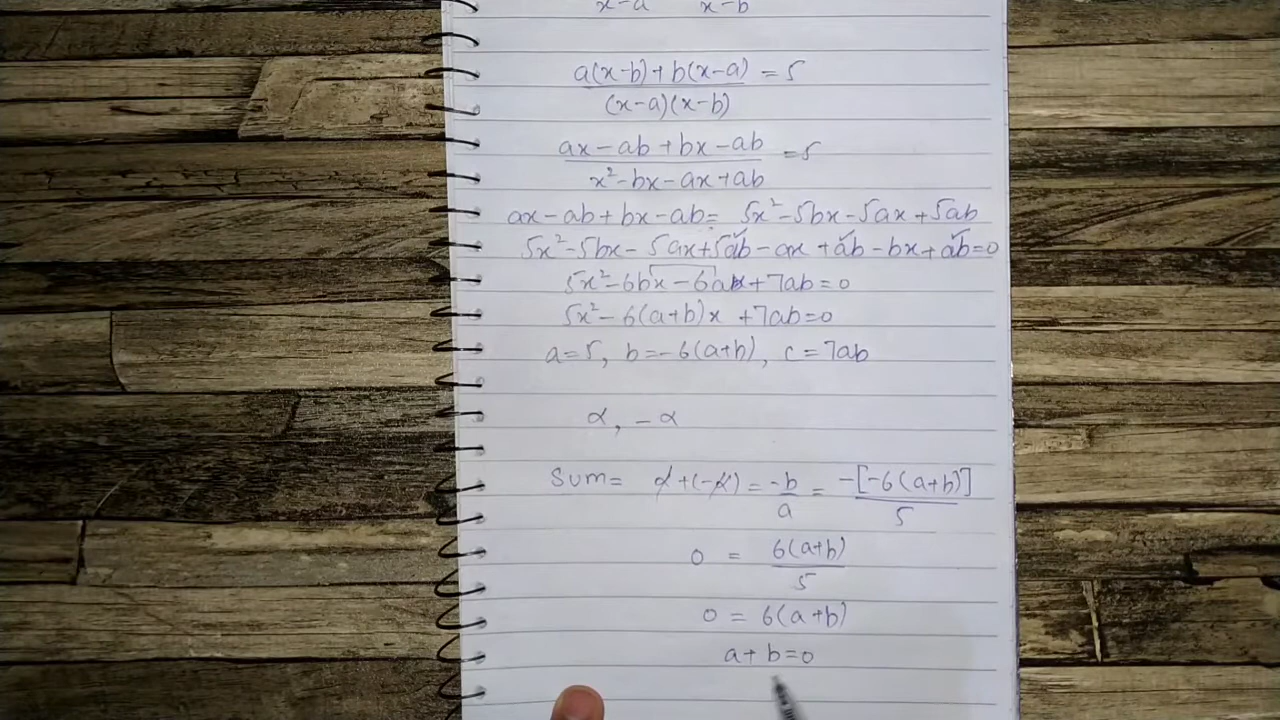 x-a x-b
a(x-b)+b(x-a) = 5
(x-a)(x-b)
ax-ab+bx-ab = 5
x²-bx-ax+ab
ax-ab+bx-ab = 5x²-5bx-5ax+5ab
5x²-5bx-5ax+5ab-ax+ab-bx+ab=0
5x²-6bx-6ax+7ab=0
5x²-6(a+b)x+7ab=0
a=5, b=-6(a+b), c=7ab
α, -α
Sum= α+(-α) = -b/a = -[-6(a+b)]/5
0 = 6(a+b)/5
0 = 6(a+b)
a+b=0